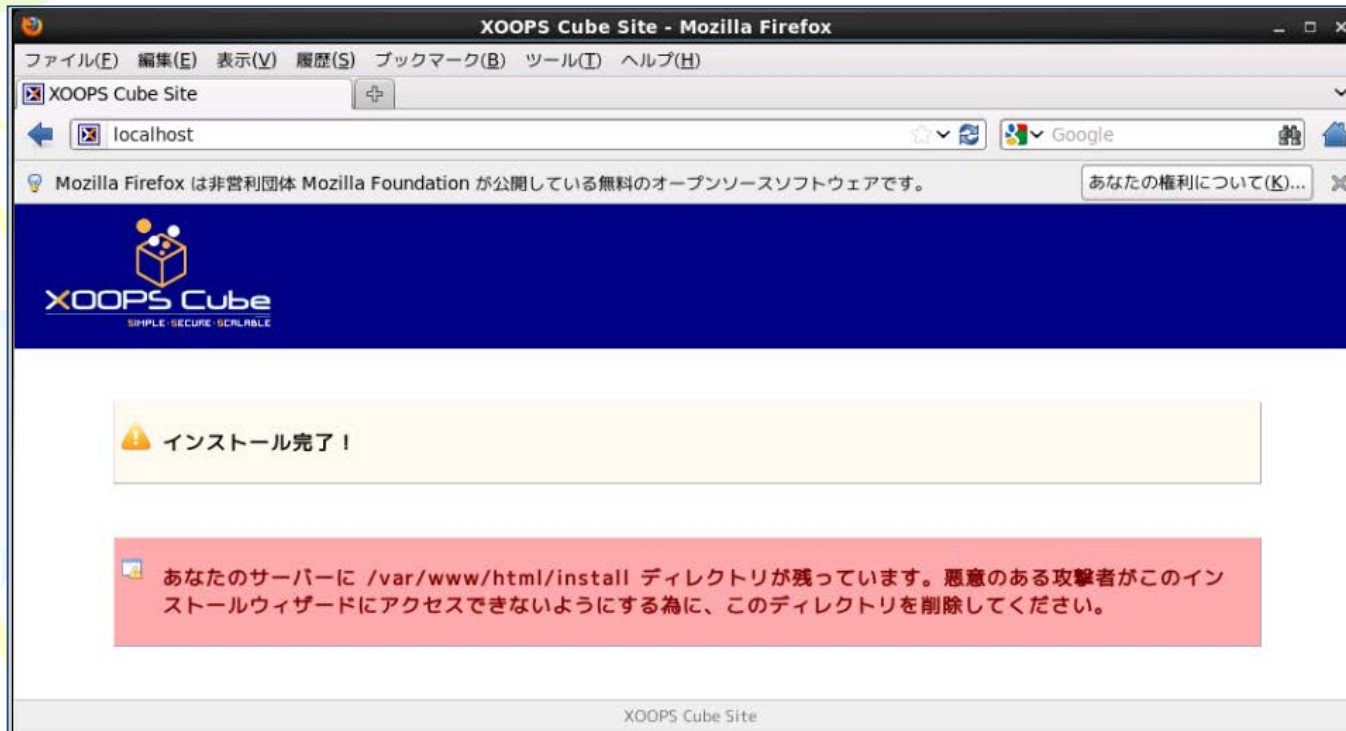 XOOPS Cube Site - Mozilla Firefox
ファイル(F) 編集(E) 表示(V) 履歴(S) ブックマーク(B) ツール(T) ヘルプ(H)
XOOPS Cube Site
localhost
Google
Mozilla Firefox は非営利団体 Mozilla Foundation が公開している無料のオープンソースソフトウェアです。
あなたの権利について(K)...
XOOPS Cube
SIMPLE·SECURE·SCALABLE
インストール完了！
あなたのサーバーに /var/www/html/install ディレクトリが残っています。悪意のある攻撃者がこのイン
ストールウィザードにアクセスできないようにする為に、このディレクトリを削除してください。
XOOPS Cube Site